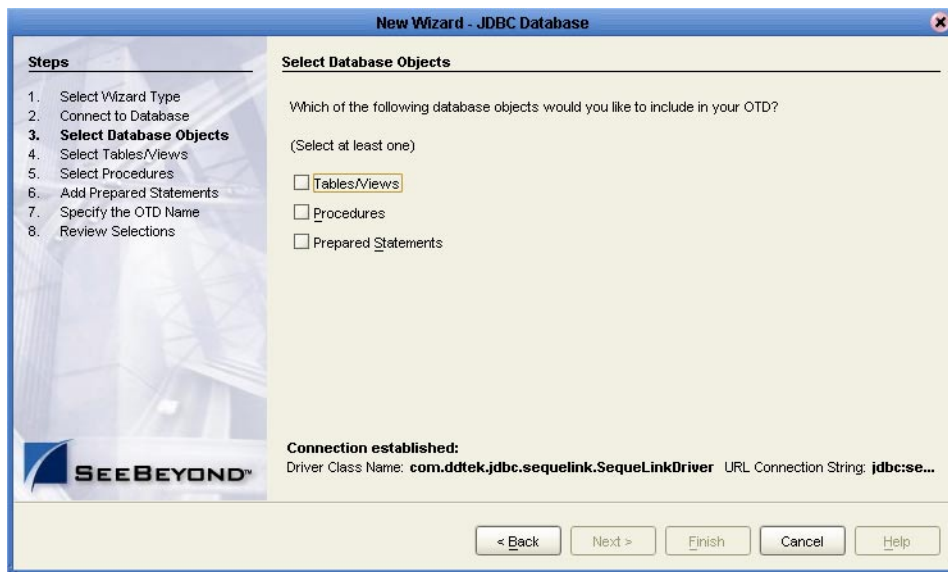 New Wizard - JDBC Database
Steps
1. Select Wizard Type
2. Connect to Database
3. Select Database Objects
4. Select Tables/Views
5. Select Procedures
6. Add Prepared Statements
7. Specify the OTD Name
8. Review Selections
SEEBEYOND™
Select Database Objects
Which of the following database objects would you like to include in your OTD?
(Select at least one)
Tables/Views
Procedures
Prepared Statements
Connection established:
Driver Class Name: com.ddtek.jdbc.sequelink.SequeLinkDriver URL Connection String: jdbc:se...
< Back Next > Finish Cancel Help